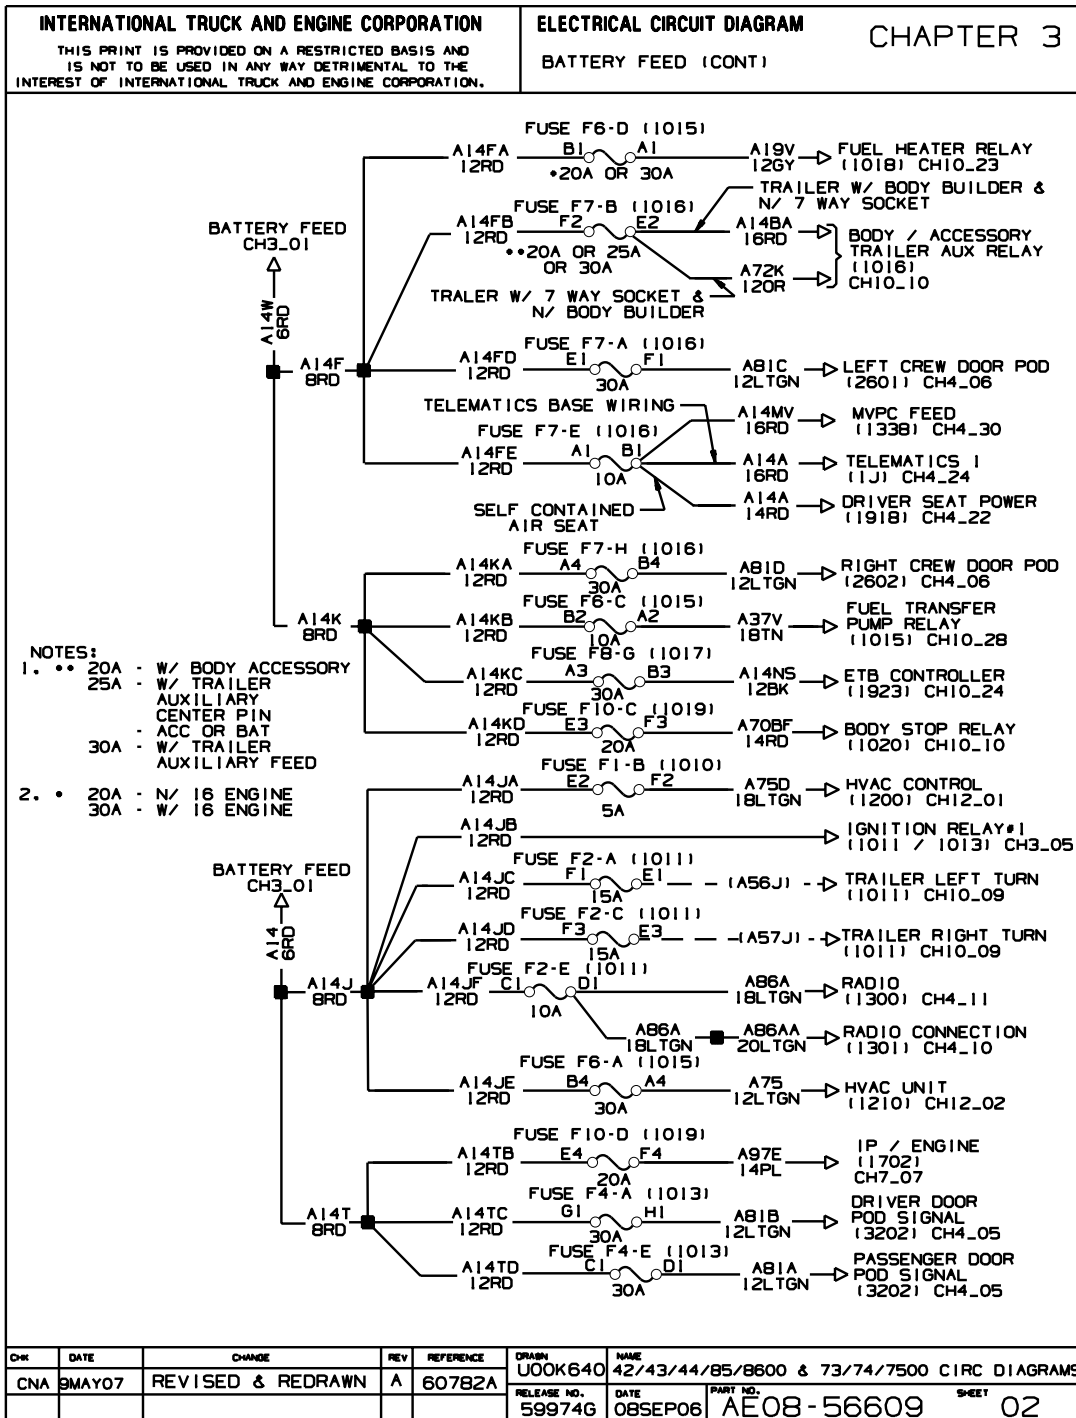 INTERNATIONAL TRUCK AND ENGINE CORPORATION
THIS PRINT IS PROVIDED ON A RESTRICTED BASIS AND
IS NOT TO BE USED IN ANY WAY DETRIMENTAL TO THE
INTEREST OF INTERNATIONAL TRUCK AND ENGINE CORPORATION.
ELECTRICAL CIRCUIT DIAGRAM
BATTERY FEED (CONT)
CHAPTER 3
BATTERY FEED
CH3_01
A14W
6RD
A14F
8RD
FUSE F6-D (1015)
A14FA
12RD
B1 A1
•20A OR 30A
A19V
12GY
FUEL HEATER RELAY
(1018) CH10_23
TRAILER W/ BODY BUILDER &
N/ 7 WAY SOCKET
FUSE F7-B (1016)
A14FB
12RD
F2 E2
••20A OR 25A
OR 30A
A14BA
16RD
A72K
12OR
BODY / ACCESSORY
TRAILER AUX RELAY
(1016)
CH10_10
TRALER W/ 7 WAY SOCKET &
N/ BODY BUILDER
FUSE F7-A (1016)
A14FD
12RD
E1 F1
30A
A81C
12LTGN
LEFT CREW DOOR POD
(2601) CH4_06
TELEMATICS BASE WIRING
FUSE F7-E (1016)
A14FE
12RD
A1 B1
10A
A14MV
16RD
MVPC FEED
(1338) CH4_30
A14A
16RD
TELEMATICS 1
(1J) CH4_24
A14A
14RD
DRIVER SEAT POWER
(1918) CH4_22
SELF CONTAINED
AIR SEAT
A14K
8RD
FUSE F7-H (1016)
A14KA
12RD
A4 B4
30A
A81D
12LTGN
RIGHT CREW DOOR POD
(2602) CH4_06
FUSE F6-C (1015)
A14KB
12RD
B2 A2
10A
A37V
18TN
FUEL TRANSFER
PUMP RELAY
(1015) CH10_28
FUSE F8-G (1017)
A14KC
12RD
A3 B3
30A
A14NS
12BK
ETB CONTROLLER
(1923) CH10_24
FUSE F10-C (1019)
A14KD
12RD
E3 F3
20A
A70BF
14RD
BODY STOP RELAY
(1020) CH10_10
NOTES:
1. •• 20A - W/ BODY ACCESSORY
25A - W/ TRAILER
AUXILIARY
CENTER PIN
- ACC OR BAT
30A - W/ TRAILER
AUXILIARY FEED
2. • 20A - N/ 16 ENGINE
30A - W/ 16 ENGINE
BATTERY FEED
CH3_01
A14
6RD
A14J
8RD
FUSE F1-B (1010)
A14JA
12RD
E2 F2
5A
A75D
18LTGN
HVAC CONTROL
(1200) CH12_01
A14JB
12RD
IGNITION RELAY#1
(1011 / 1013) CH3_05
FUSE F2-A (1011)
A14JC
12RD
F1 E1
15A
(A56J)
TRAILER LEFT TURN
(1011) CH10_09
FUSE F2-C (1011)
A14JD
12RD
F3 E3
15A
(A57J)
TRAILER RIGHT TURN
(1011) CH10_09
FUSE F2-E (1011)
A14JF
12RD
C1 D1
10A
A86A
18LTGN
RADIO
(1300) CH4_11
A86A
18LTGN
A86AA
20LTGN
RADIO CONNECTION
(1301) CH4_10
FUSE F6-A (1015)
A14JE
12RD
B4 A4
30A
A75
12LTGN
HVAC UNIT
(1210) CH12_02
A14T
8RD
FUSE F10-D (1019)
A14TB
12RD
E4 F4
20A
A97E
14PL
IP / ENGINE
(1702)
CH7_07
FUSE F4-A (1013)
A14TC
12RD
G1 H1
30A
A81B
12LTGN
DRIVER DOOR
POD SIGNAL
(3202) CH4_05
FUSE F4-E (1013)
A14TD
12RD
C1 D1
30A
A81A
12LTGN
PASSENGER DOOR
POD SIGNAL
(3202) CH4_05
CHK DATE CHANGE REV REFERENCE
CNA 9MAY07 REVISED & REDRAWN A 60782A
DRAWN
U00K640
NAME
42/43/44/85/8600 & 73/74/7500 CIRC DIAGRAMS
RELEASE NO.
59974G
DATE
08SEP06
PART NO.
AE08-56609
SHEET
02